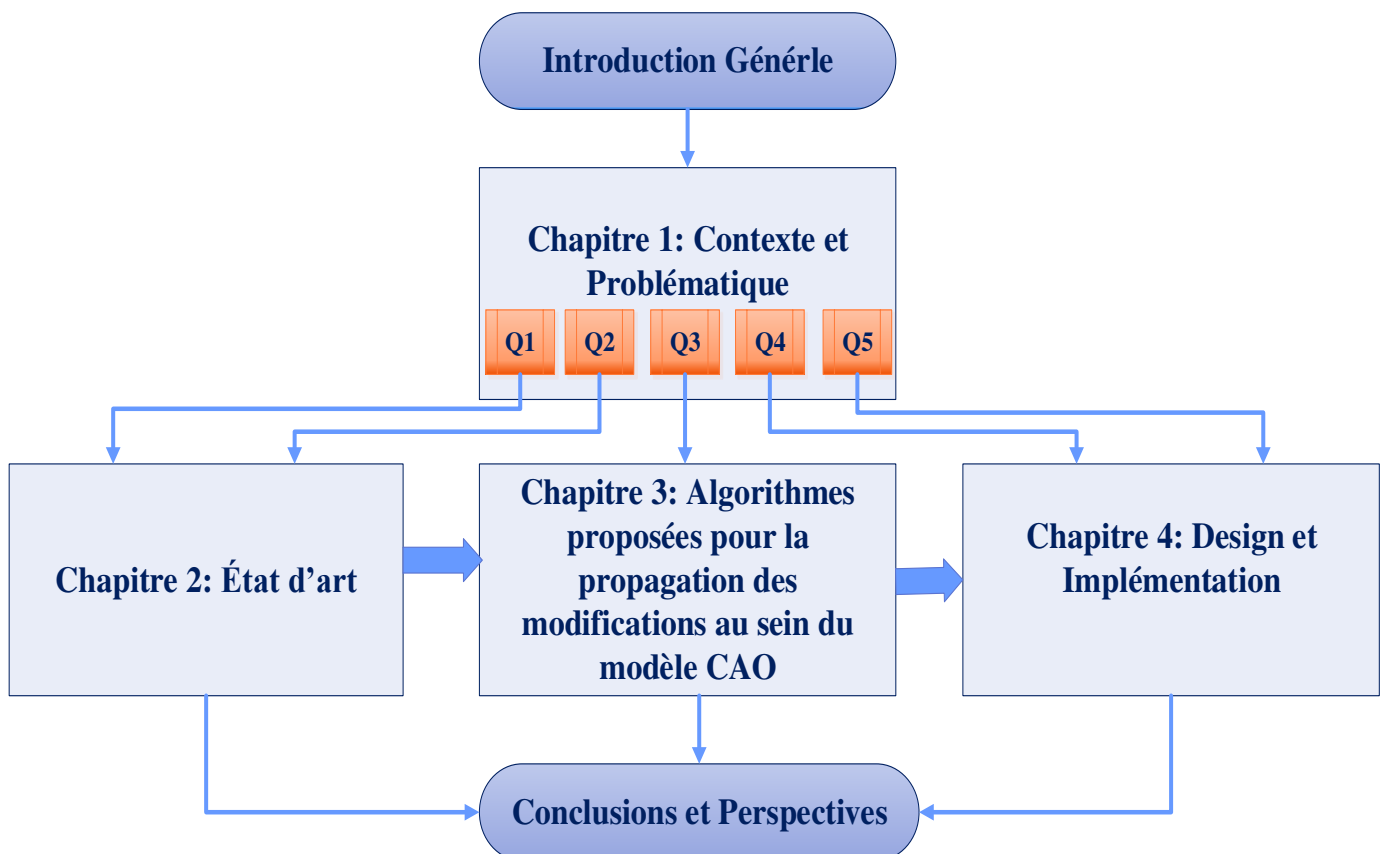 Introduction Générle
Chapitre 1: Contexte et
Problématique
Q1
Q2
Q3
Q4
Q5
Chapitre 2: État d’art
Chapitre 3: Algorithmes
proposées pour la
propagation des
modifications au sein du
modèle CAO
Chapitre 4: Design et
Implémentation
Conclusions et Perspectives